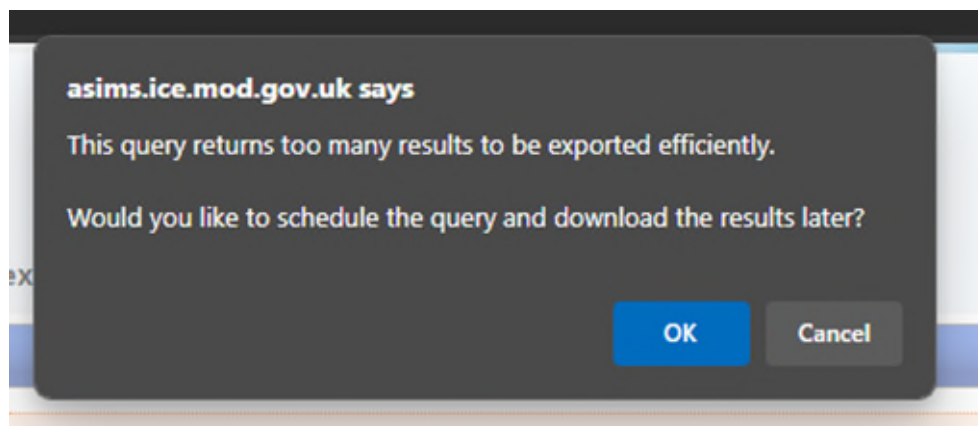 asims.ice.mod.gov.uk says
This query returns too many results to be exported efficiently.
Would you like to schedule the query and download the results later?
ex
OK Cancel